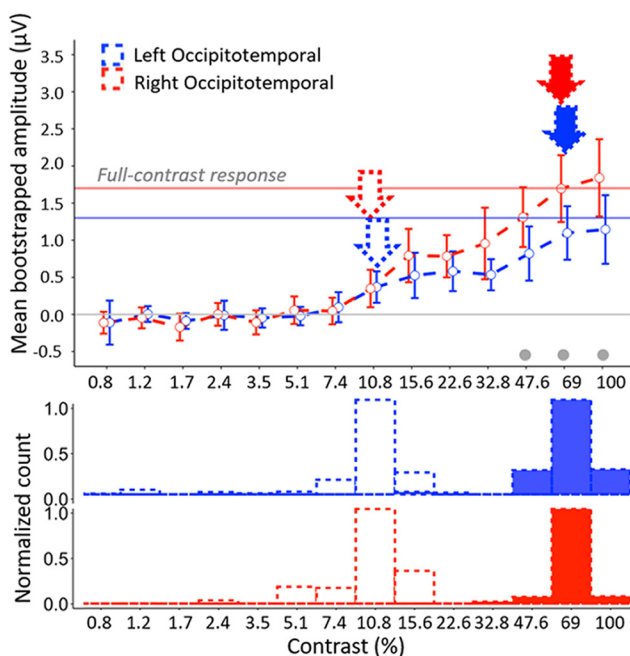 Mean bootstrapped amplitude (µV)
3.5
3.0
2.5
2.0
1.5
1.0
0.5
0.0
-0.5
Left Occipitotemporal
Right Occipitotemporal
Full-contrast response
0.8 1.2 1.7 2.4 3.5 5.1 7.4 10.8 15.6 22.6 32.8 47.6 69 100
Normalized count
1.0
0.5
0.0
1.0
0.5
0.0
0.8 1.2 1.7 2.4 3.5 5.1 7.4 10.8 15.6 22.6 32.8 47.6 69 100
Contrast (%)